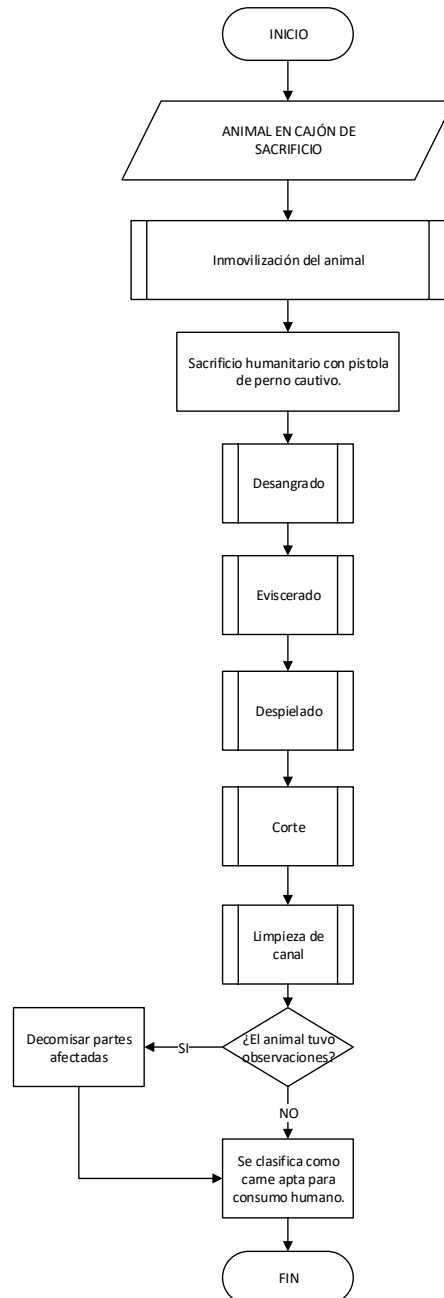 INICIO
ANIMAL EN CAJÓN DE
SACRIFICIO
Inmovilización del animal
Sacrificio humanitario con pistola
de perno cautivo.
Desangrado
Eviscerado
Despielado
Corte
Limpieza de
canal
¿El animal tuvo
observaciones?
SI
Decomisar partes
afectadas
NO
Se clasifica como
carne apta para
consumo humano.
FIN